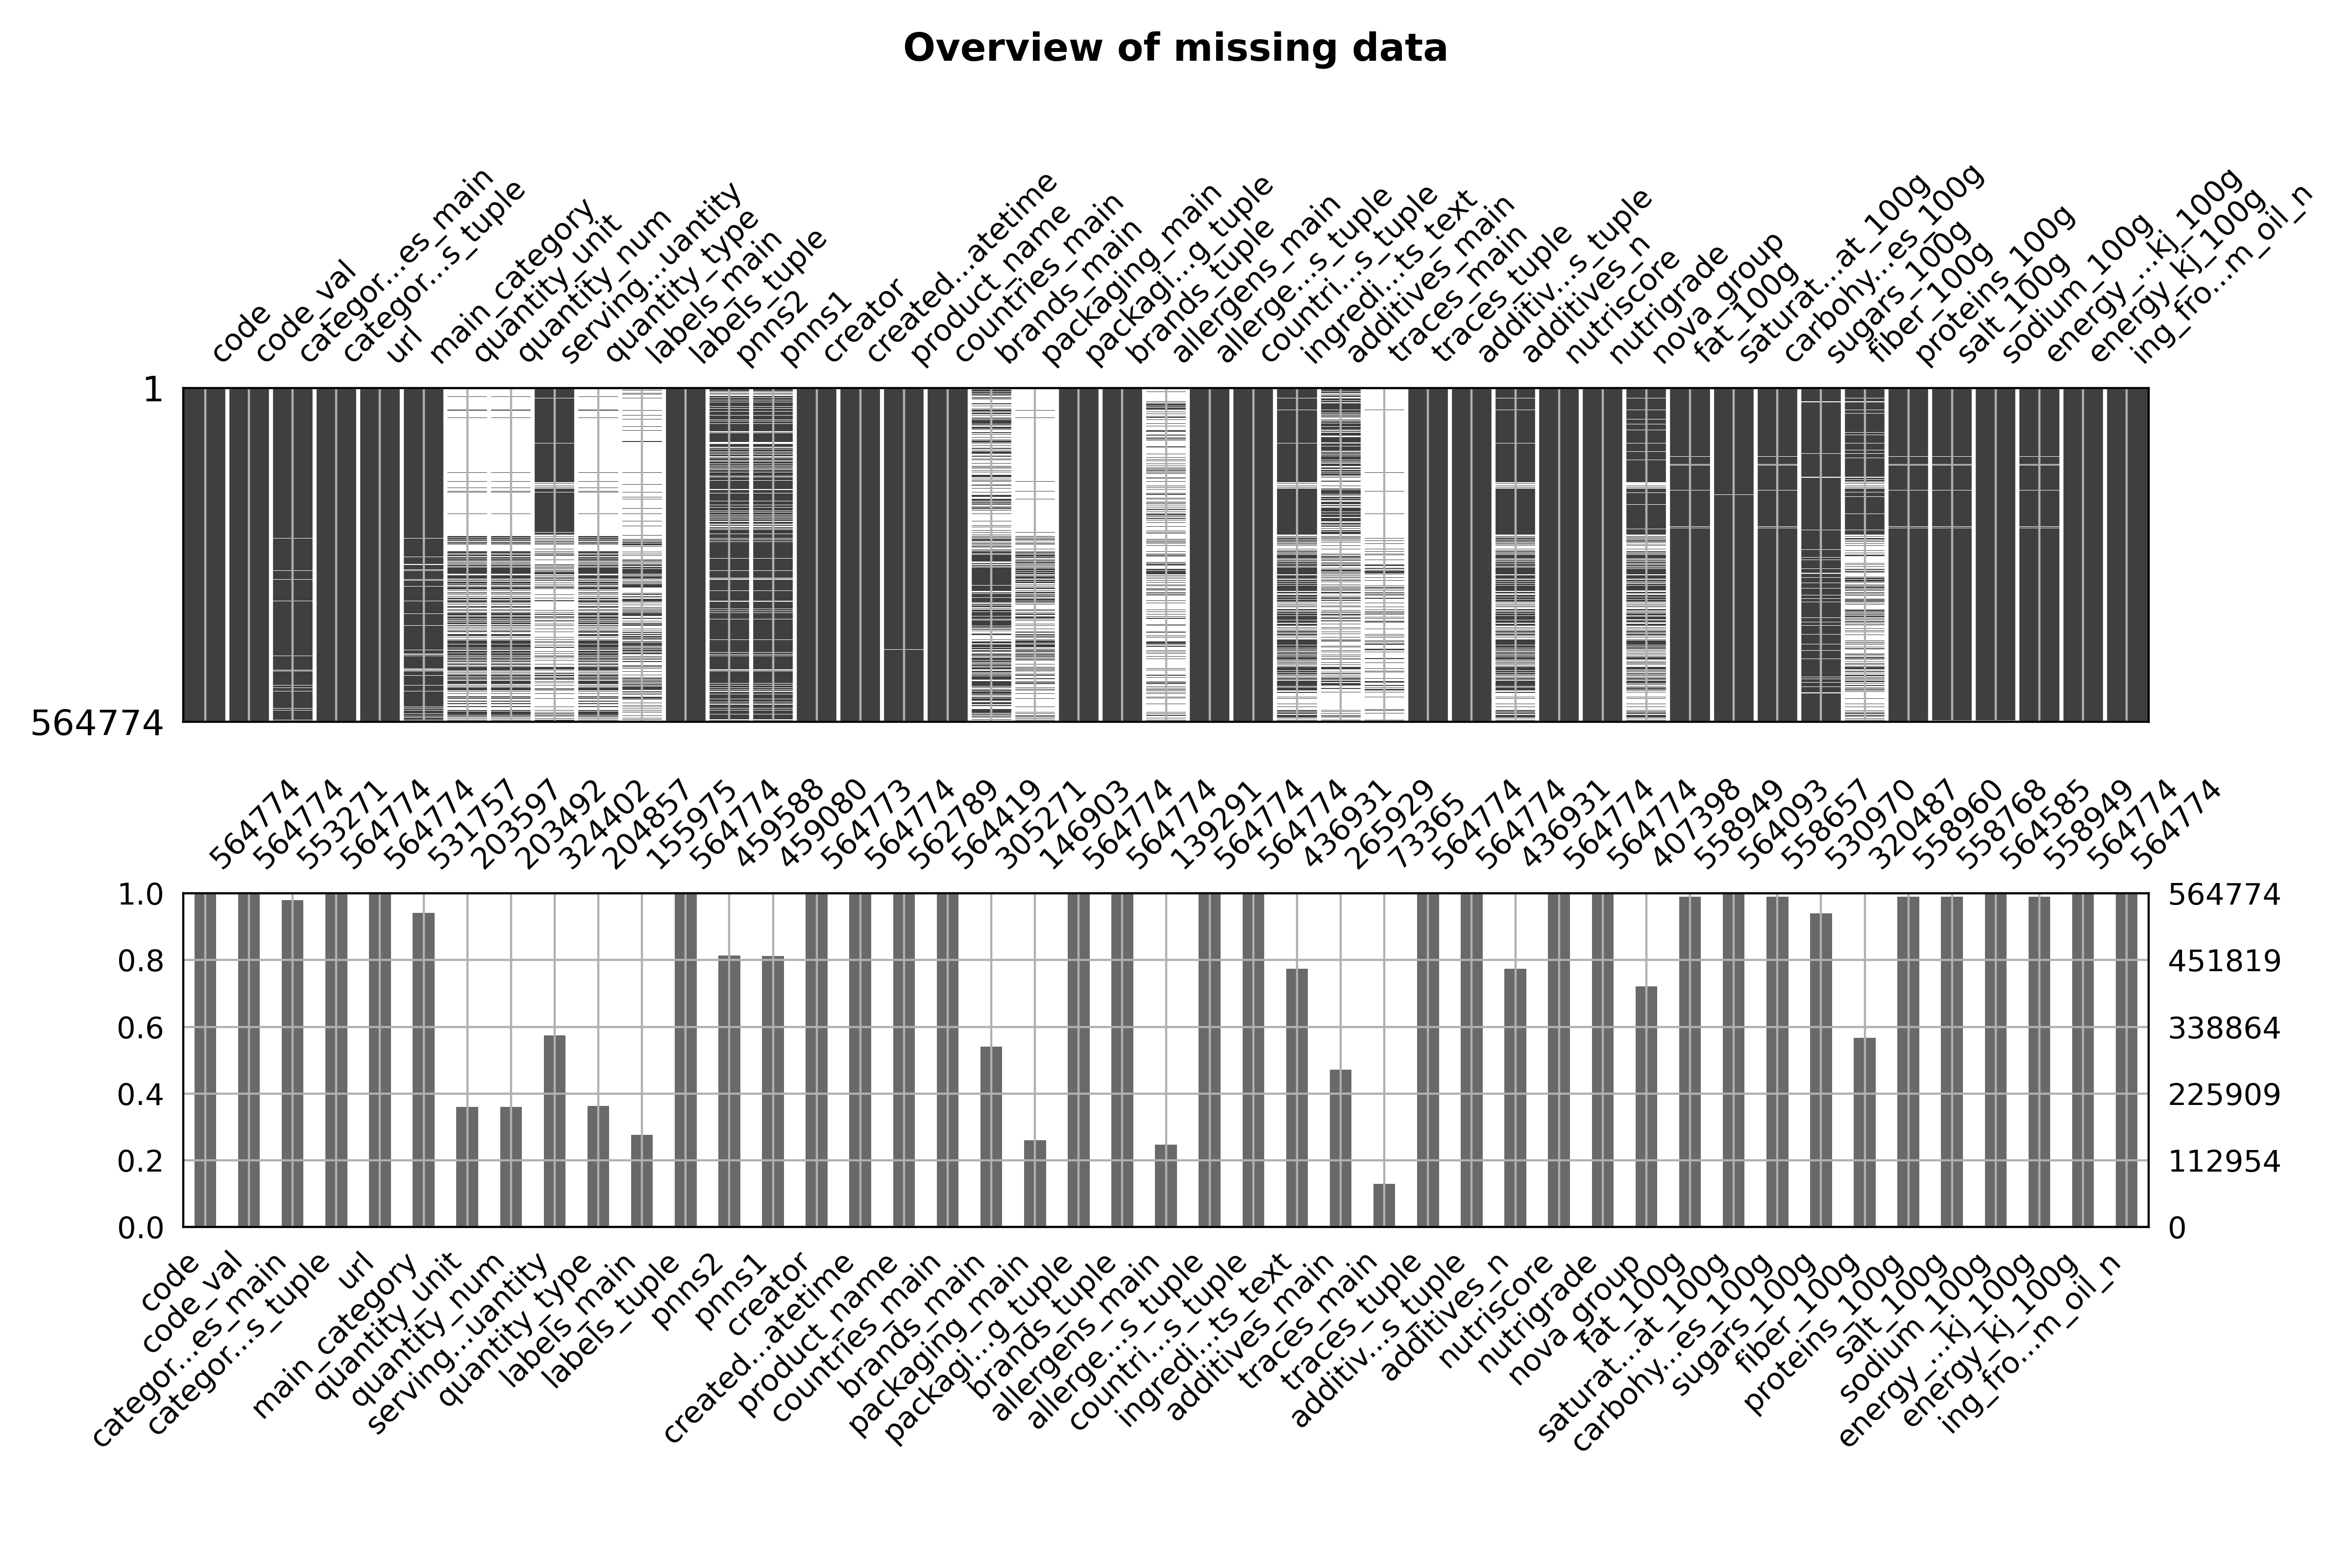 Overview of missing data
code
code_val
categor...es_main
categor...s_tuple
url
main_category
quantity_unit
quantity_num
serving...uantity
quantity_type
labels_main
labels_tuple
pnns2
pnns1
creator
created...atetime
product_name
countries_main
brands_main
packaging_main
packagi...g_tuple
brands_tuple
allergens_main
allerge...s_tuple
countri...s_tuple
ingredi...ts_text
additives_main
traces_main
traces_tuple
additiv...s_tuple
additives_n
nutriscore
nutrigrade
nova_group
fat_100g
saturat...at_100g
carbohy...es_100g
sugars_100g
fiber_100g
proteins_100g
salt_100g
sodium_100g
energy_...kj_100g
energy_kj_100g
ing_fro...m_oil_n
1
564774
564774
564774
553271
564774
564774
531757
203597
203492
324402
204857
155975
564774
459588
459080
564773
564774
562789
564419
305271
146903
564774
564774
139291
564774
564774
436931
265929
73365
564774
564774
436931
564774
564774
407398
558949
564093
558657
530970
320487
558960
558768
564585
558949
564774
564774
1.0
0.8
0.6
0.4
0.2
0.0
564774
451819
338864
225909
112954
0
code
code_val
categor...es_main
categor...s_tuple
url
main_category
quantity_unit
quantity_num
serving...uantity
quantity_type
labels_main
labels_tuple
pnns2
pnns1
creator
created...atetime
product_name
countries_main
brands_main
packaging_main
packagi...g_tuple
brands_tuple
allergens_main
allerge...s_tuple
countri...s_tuple
ingredi...ts_text
additives_main
traces_main
traces_tuple
additiv...s_tuple
additives_n
nutriscore
nutrigrade
nova_group
fat_100g
saturat...at_100g
carbohy...es_100g
sugars_100g
fiber_100g
proteins_100g
salt_100g
sodium_100g
energy_...kj_100g
energy_kj_100g
ing_fro...m_oil_n